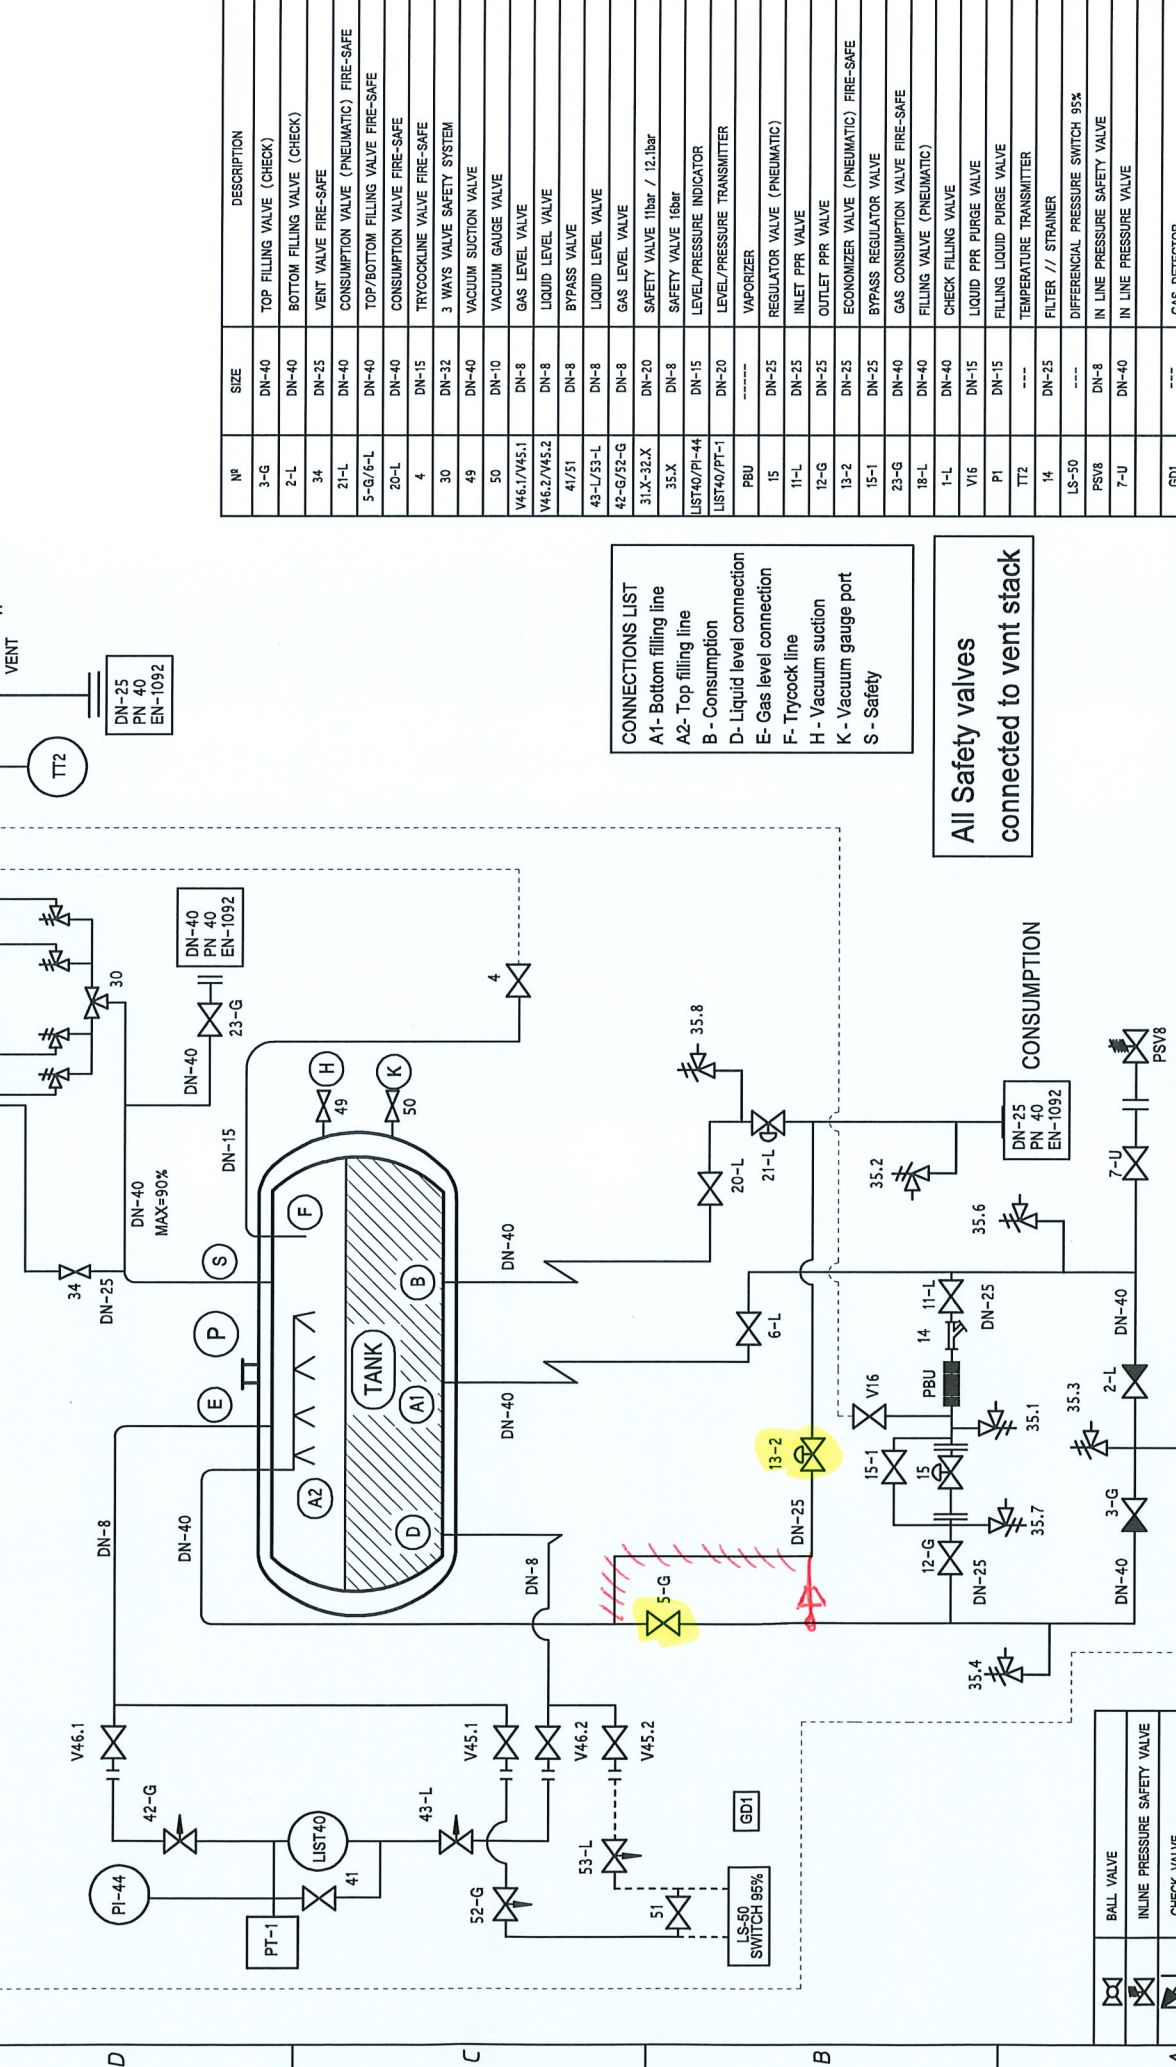 Nº SIZE DESCRIPTION
3-G DN-40 TOP FILLING VALVE (CHECK)
2-L DN-40 BOTTOM FILLING VALVE (CHECK)
34 DN-25 VENT VALVE FIRE-SAFE
21-L DN-40 CONSUMPTION VALVE (PNEUMATIC) FIRE-SAFE
5-G/6-L DN-40 TOP/BOTTOM FILLING VALVE FIRE-SAFE
20-L DN-40 CONSUMPTION VALVE FIRE-SAFE
4 DN-15 TRYCOCKLINE VALVE FIRE-SAFE
30 DN-32 3 WAYS VALVE SAFETY SYSTEM
49 DN-40 VACUUM SUCTION VALVE
50 DN-10 VACUUM GAUGE VALVE
V46.1/V45.1 DN-8 GAS LEVEL VALVE
V46.2/V45.2 DN-8 LIQUID LEVEL VALVE
41/51 DN-8 BYPASS VALVE
43-L/53-L DN-8 LIQUID LEVEL VALVE
42-G/52-G DN-8 GAS LEVEL VALVE
31.X-32.X DN-20 SAFETY VALVE 11bar / 12.1bar
35.X DN-8 SAFETY VALVE 16bar
LIST40/PI-44 DN-15 LEVEL/PRESSURE INDICATOR
LIST40/PT-1 DN-20 LEVEL/PRESSURE TRANSMITTER
PBU ----- VAPORIZER
15 DN-25 REGULATOR VALVE (PNEUMATIC)
11-L DN-25 INLET PPR VALVE
12-G DN-25 OUTLET PPR VALVE
13-2 DN-25 ECONOMIZER VALVE (PNEUMATIC) FIRE-SAFE
15-1 DN-25 BYPASS REGULATOR VALVE
23-G DN-40 GAS CONSUMPTION VALVE FIRE-SAFE
18-L DN-40 FILLING VALVE (PNEUMATIC)
1-L DN-40 CHECK FILLING VALVE
V16 DN-15 LIQUID PPR PURGE VALVE
P1 DN-15 FILLING LIQUID PURGE VALVE
TT2 --- TEMPERATURE TRANSMITTER
14 DN-25 FILTER // STRAINER
LS-50 --- DIFFERENCIAL PRESSURE SWITCH 95%
PSV8 DN-8 IN LINE PRESSURE SAFETY VALVE
7-U DN-40 IN LINE PRESSURE VALVE
GD1 --- GAS DETECTOR
CONNECTIONS LIST
A1- Bottom filling line
A2- Top filling line
B - Consumption
D- Liquid level connection
E- Gas level connection
F- Trycock line
H - Vacuum suction
K - Vacuum gauge port
S - Safety
All Safety valves
connected to vent stack
VENT
DN-25
PN 40
EN-1092
TT2
DN-40
PN 40
EN-1092
30
23-G
DN-40
4
DN-15
H
49
K
50
DN-40
MAX=90%
34
DN-25
S
P
E
F
TANK
A2
A1
B
D
DN-8
DN-40
DN-8
DN-40
DN-40
20-L
21-L
35.8
6-L
35.2
CONSUMPTION
DN-25
PN 40
EN-1092
PSV8
7-U
35.6
11-L
DN-25
14
PBU
V16
DN-40
2-L
35.3
35.1
15-1
15
13-2
DN-25
35.7
12-G
DN-25
3-G
DN-40
5-G
35.4
V46.1
V45.1
V46.2
V45.2
42-G
43-L
LIST40
41
PI-44
PT-1
52-G
53-L
51
LS-50
SWITCH 95%
GD1
BALL VALVE
INLINE PRESSURE SAFETY VALVE
CHECK VALVE
D
C
B